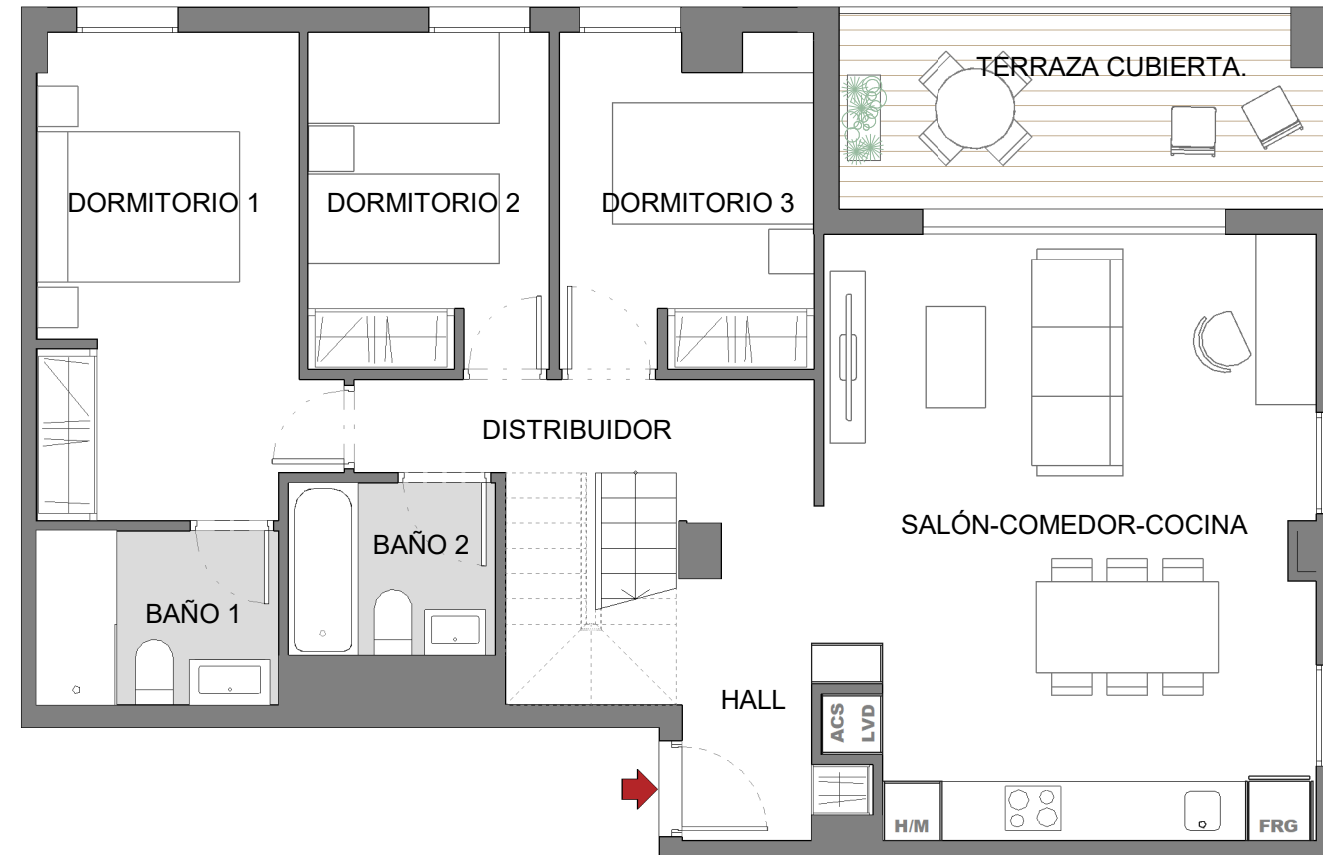 TERRAZA CUBIERTA.
DORMITORIO 1
DORMITORIO 2
DORMITORIO 3
DISTRIBUIDOR
SALÓN-COMEDOR-COCINA
BAÑO 2
BAÑO 1
HALL
ACS
LVD
H/M
FRG